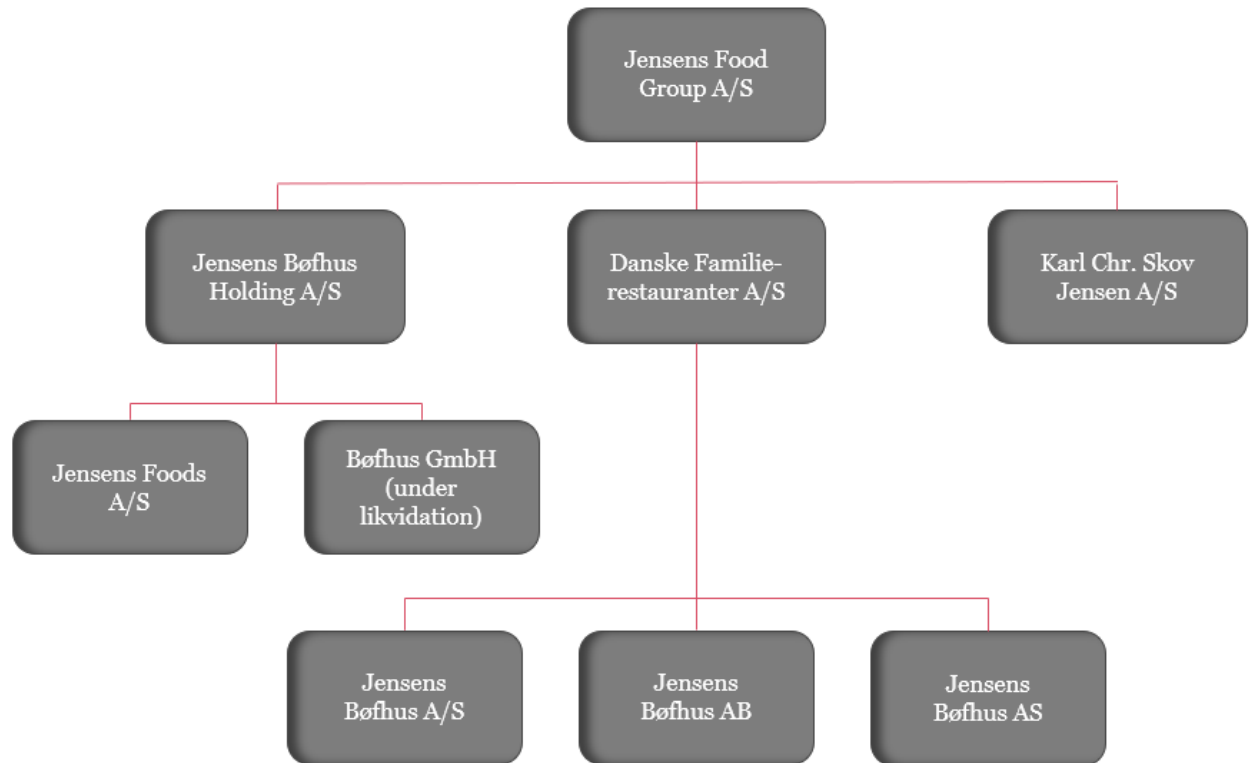 Jensens Food
Group A/S
Jensens Bøfhus
Holding A/S
Danske Familie-
restauranter A/S
Karl Chr. Skov
Jensen A/S
Jensens Foods
A/S
Bøfhus GmbH
(under
likvidation)
Jensens
Bøfhus A/S
Jensens
Bøfhus AB
Jensens
Bøfhus AS